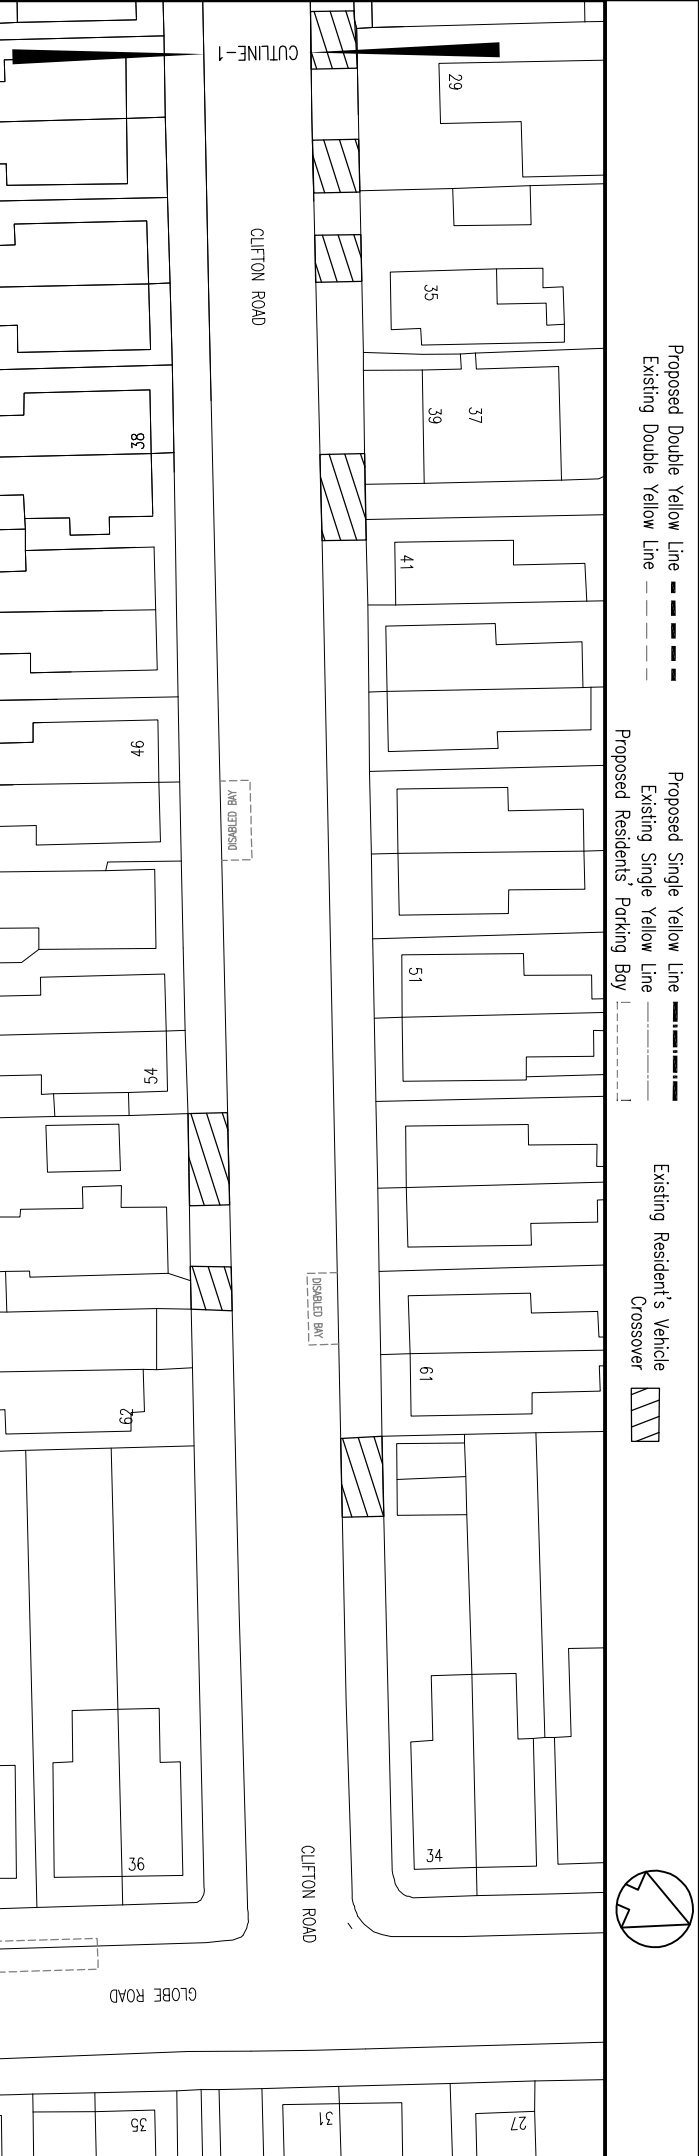 Proposed Double Yellow Line
Existing Double Yellow Line
Proposed Single Yellow Line
Existing Single Yellow Line
Proposed Residents' Parking Bay
Existing Resident's Vehicle
Crossover
CUTLINE-1
29
CLIFTON ROAD
35
37
39
38
41
46
DISABLED BAY
51
54
DISABLED BAY
61
62
34
36
CLIFTON ROAD
GLOBE ROAD
27
31
35